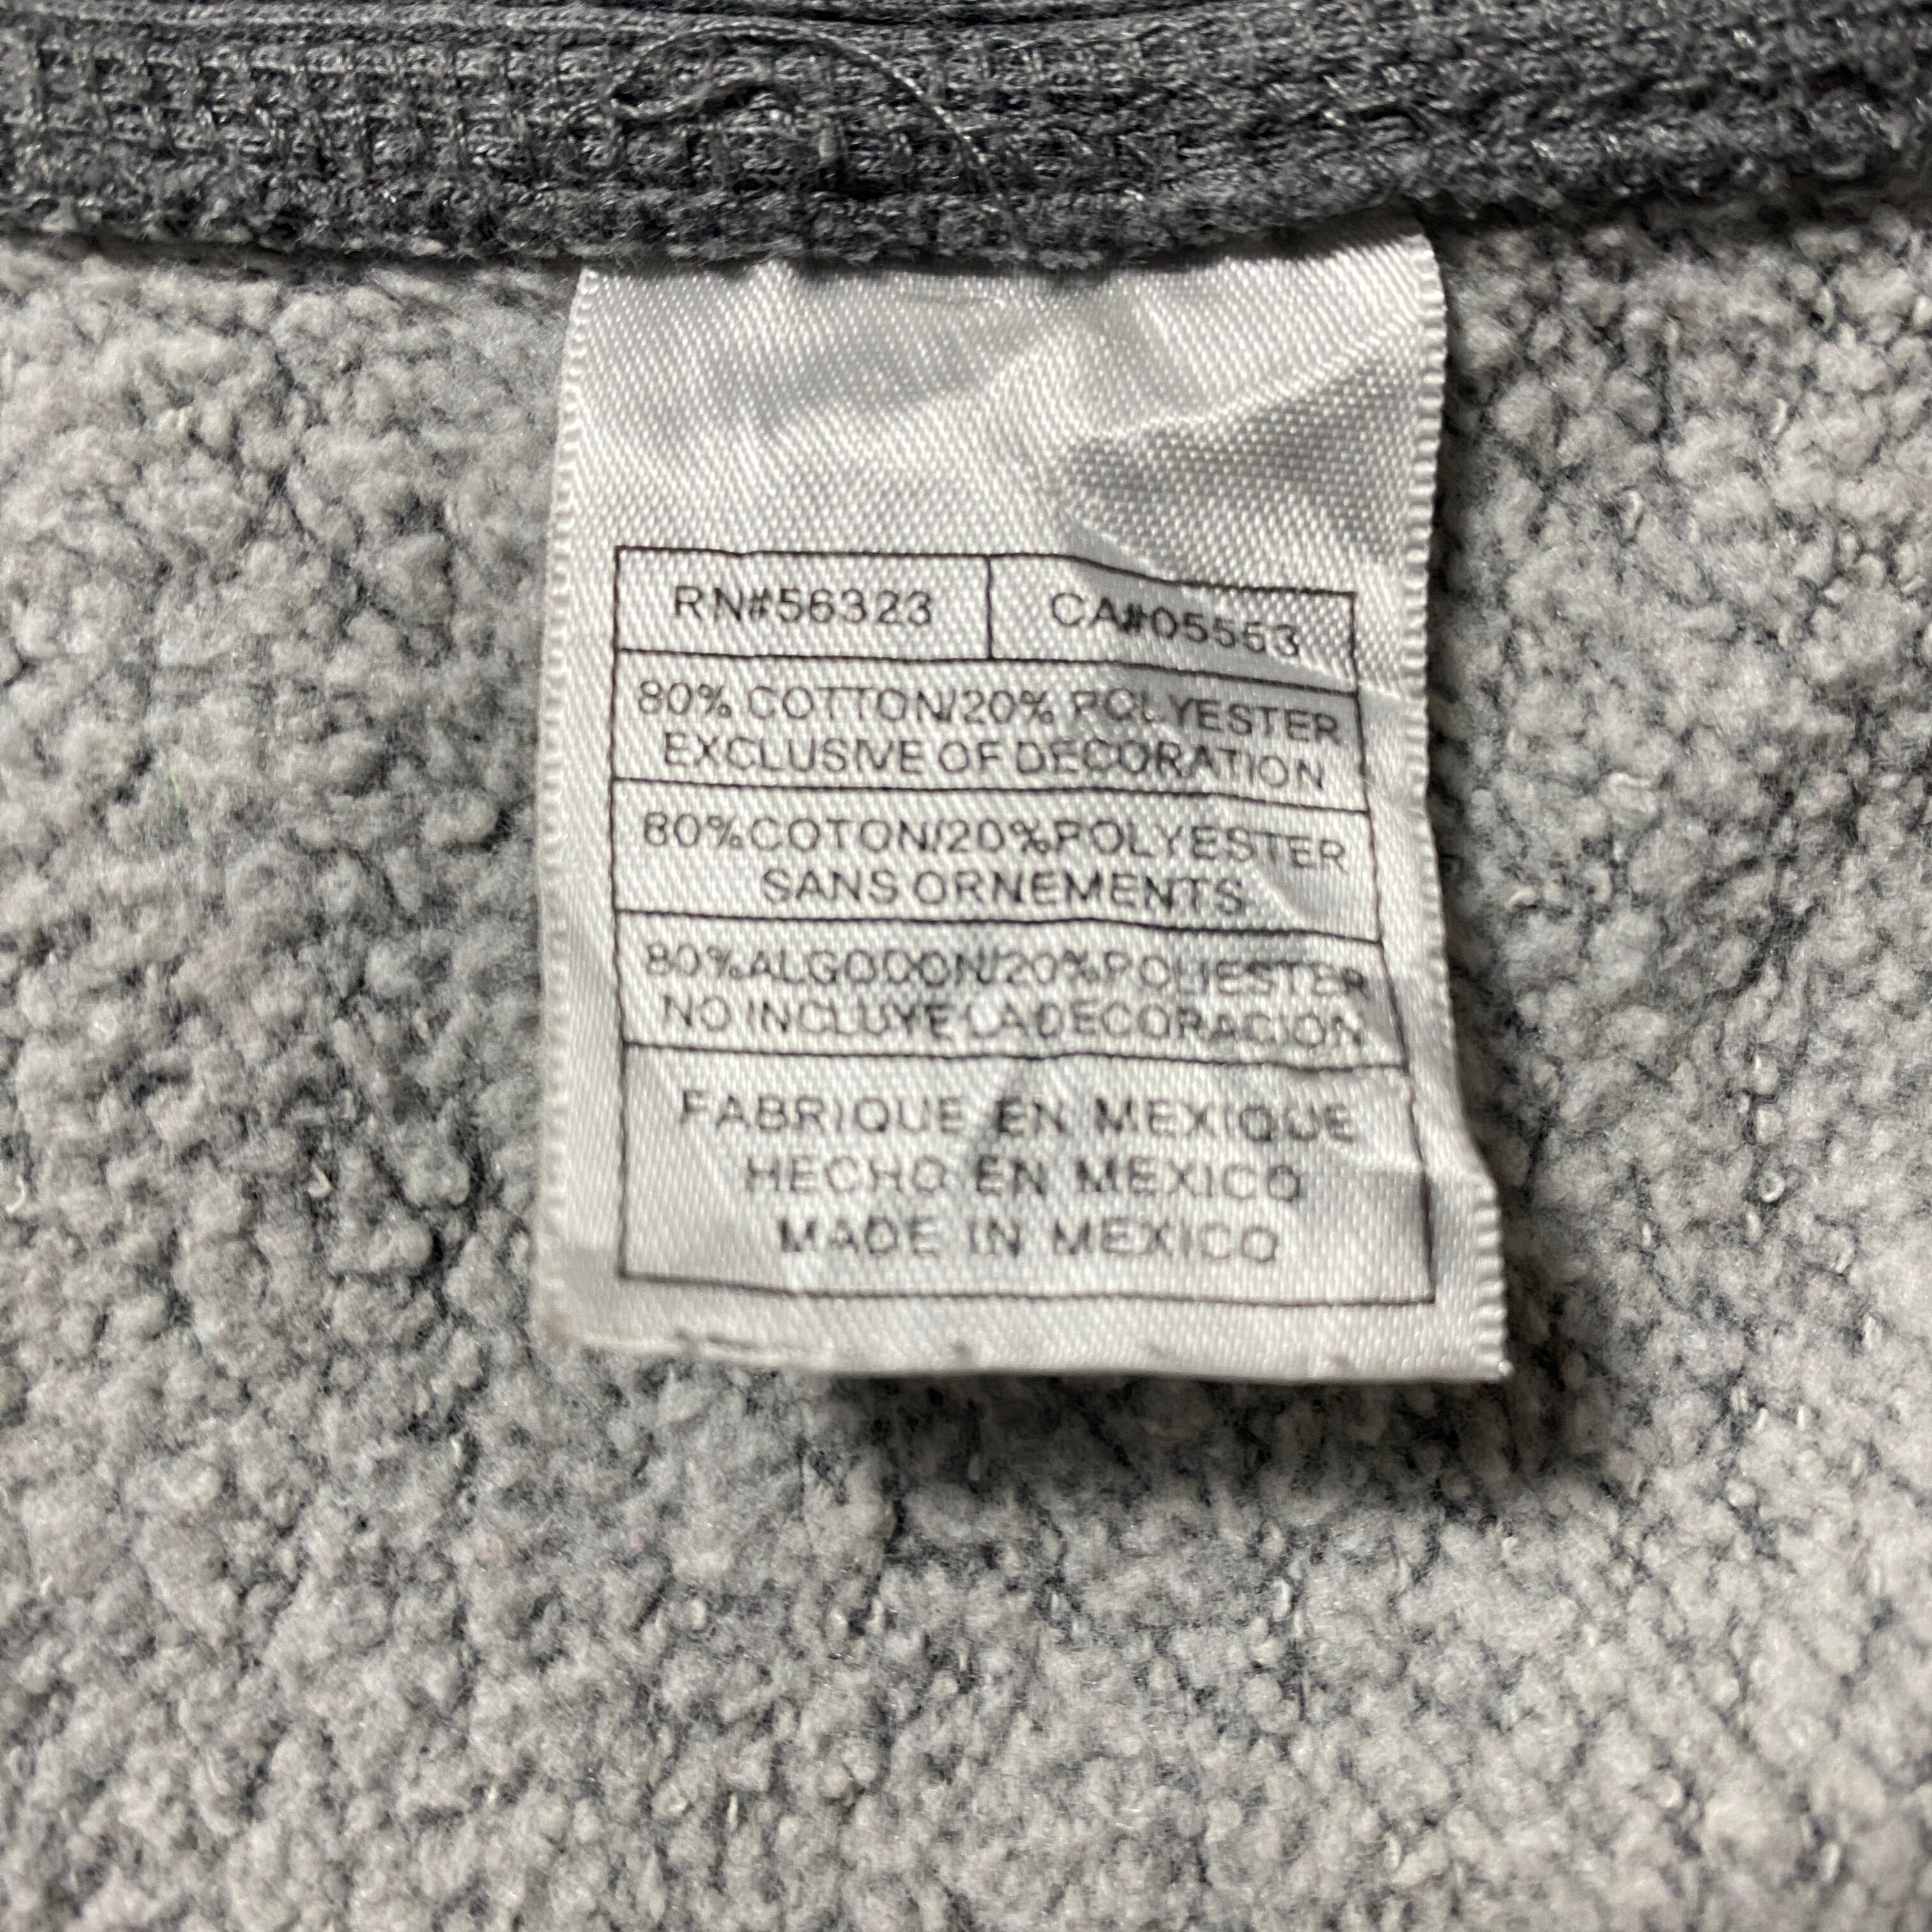 RN#56323 CA#05553
80% COTTON/20% POLYESTER
EXCLUSIVE OF DECORATION
80%COTON/20%POLYESTER
SANS ORNEMENTS
80%ALGODON/20%POLIESTER
NO INCLUYE LA DECORACION
FABRIQUE EN MEXIQUE
HECHO EN MEXICO
MADE IN MEXICO